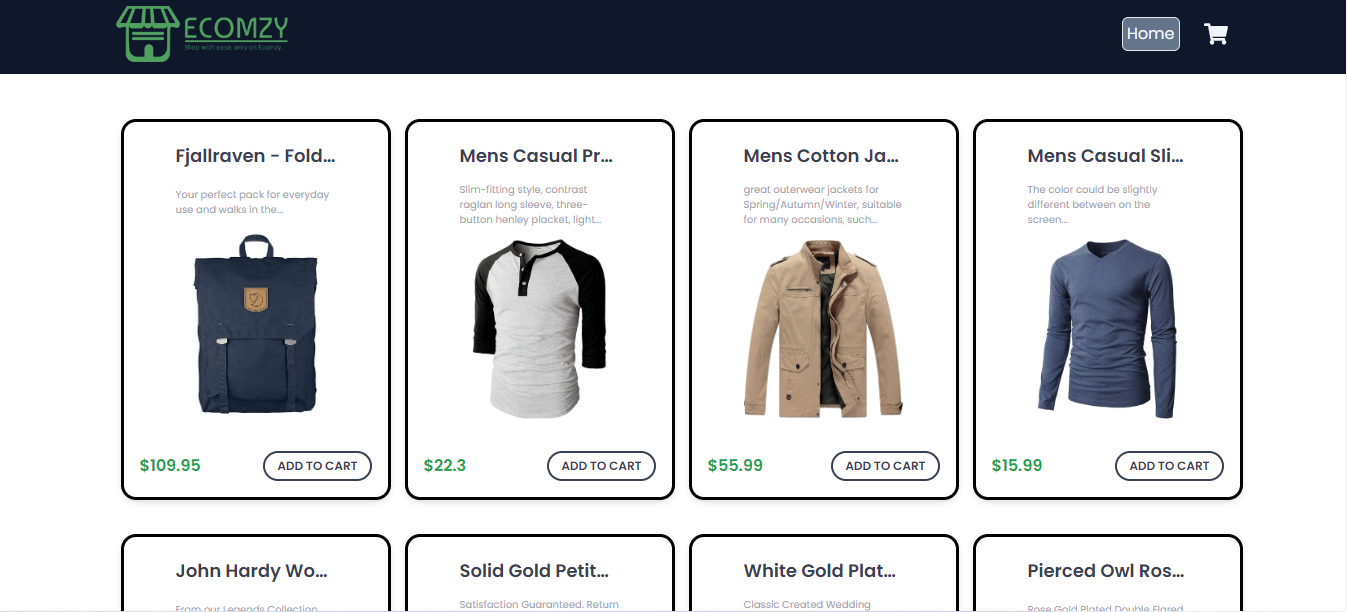 ECOMZY
Shop with ease, only on Ecomzy.
Home
Fjallraven - Fold...
Your perfect pack for everyday
use and walks in the...
$109.95
ADD TO CART
Mens Casual Pr...
Slim-fitting style, contrast
raglan long sleeve, three-
button henley placket, light...
$22.3
ADD TO CART
Mens Cotton Ja...
great outerwear jackets for
Spring/Autumn/Winter, suitable
for many occasions, such...
$55.99
ADD TO CART
Mens Casual Sli...
The color could be slightly
different between on the
screen...
$15.99
ADD TO CART
John Hardy Wo...
From our Legends Collection,
Solid Gold Petit...
Satisfaction Guaranteed. Return
White Gold Plat...
Classic Created Wedding
Pierced Owl Ros...
Rose Gold Plated Double Flared